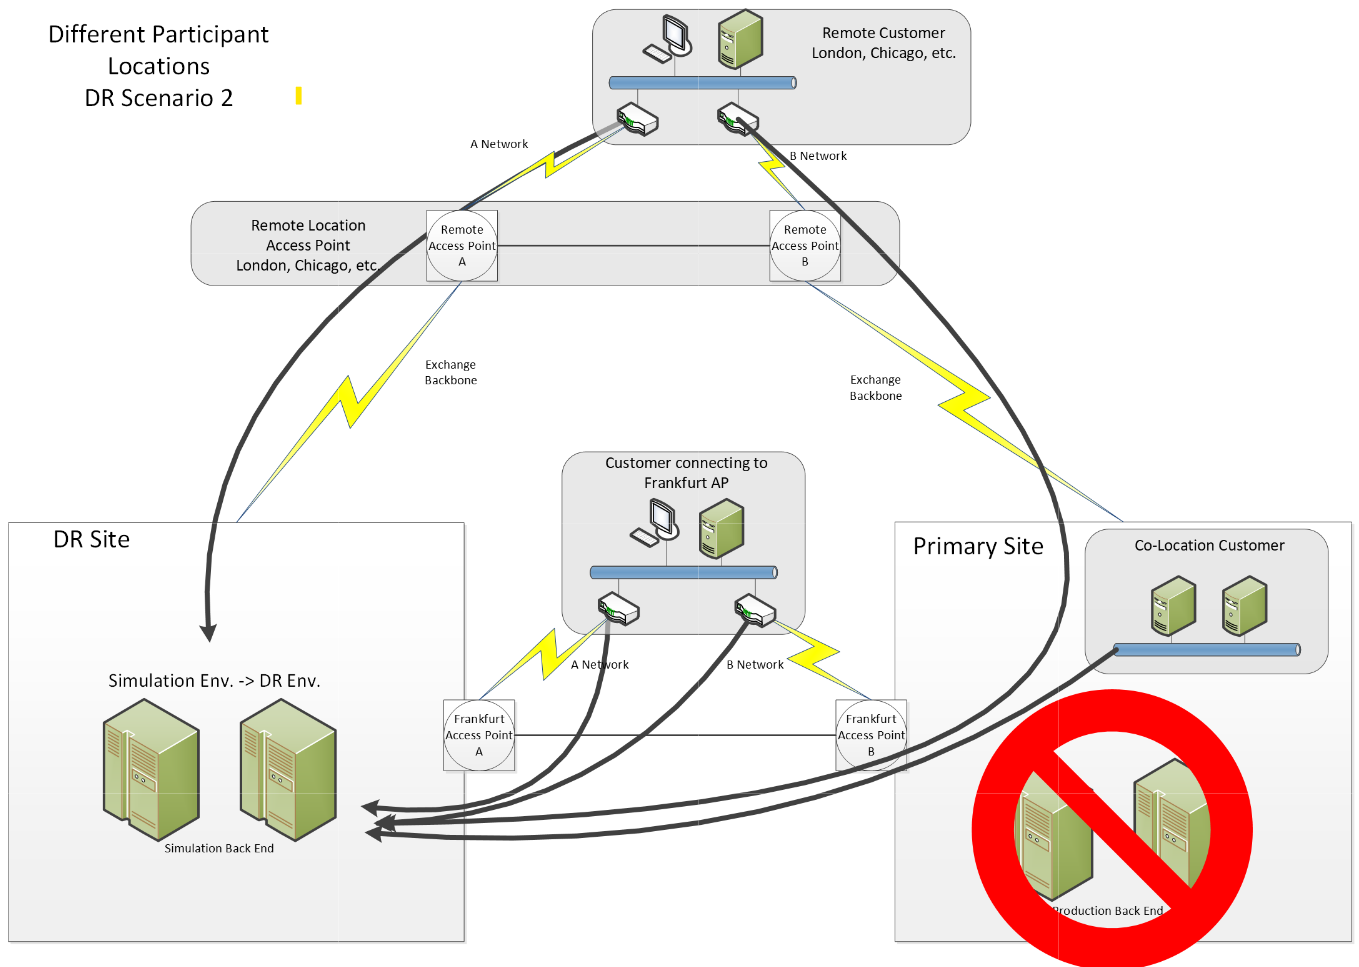 Different Participant
Locations
DR Scenario 2
Remote Customer
London, Chicago, etc.
A Network
B Network
Remote Location
Access Point
London, Chicago, etc.
Remote
Access Point
A
Remote
Access Point
B
Exchange
Backbone
Exchange
Backbone
Customer connecting to
Frankfurt AP
DR Site
Primary Site
Co-Location Customer
A Network
B Network
Simulation Env. -> DR Env.
Frankfurt
Access Point
A
Frankfurt
Access Point
B
Simulation Back End
Production Back End